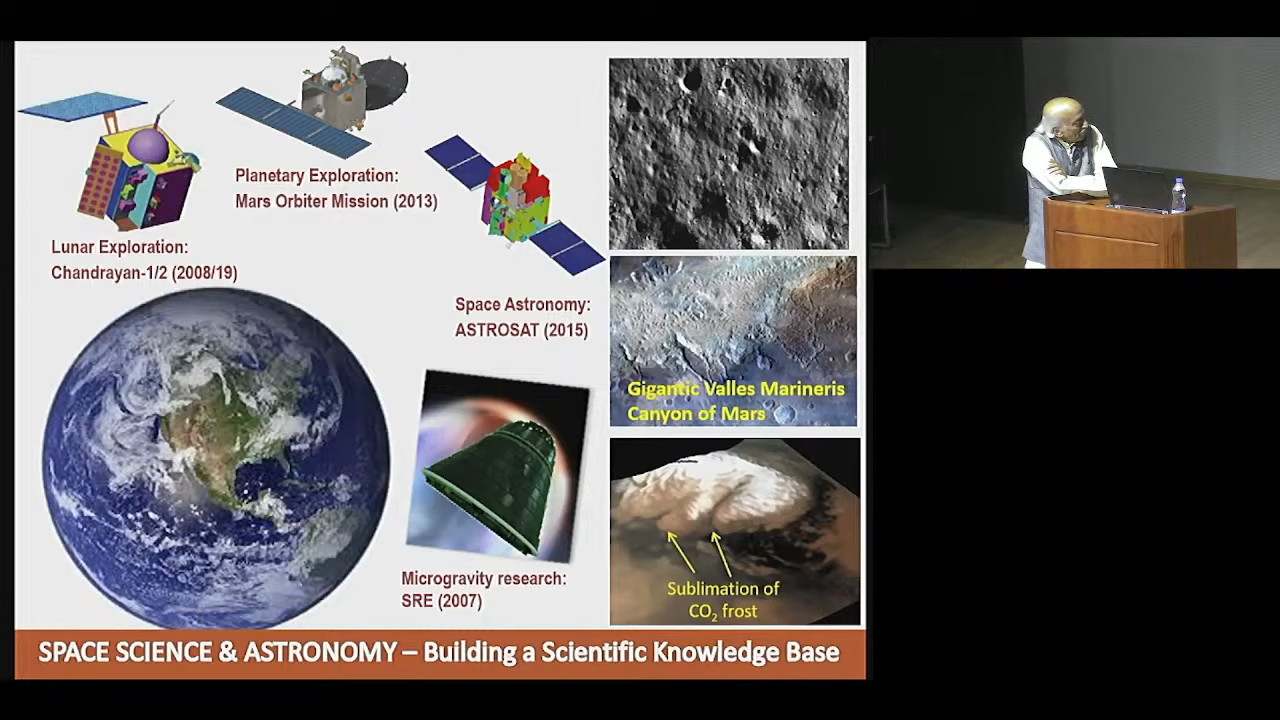 Planetary Exploration:
Mars Orbiter Mission (2013)
Lunar Exploration:
Chandrayan-1/2 (2008/19)
Space Astronomy:
ASTROSAT (2015)
Gigantic Valles Marineris
Canyon of Mars
Microgravity research:
SRE (2007)
Sublimation of
CO₂ frost
SPACE SCIENCE & ASTRONOMY – Building a Scientific Knowledge Base